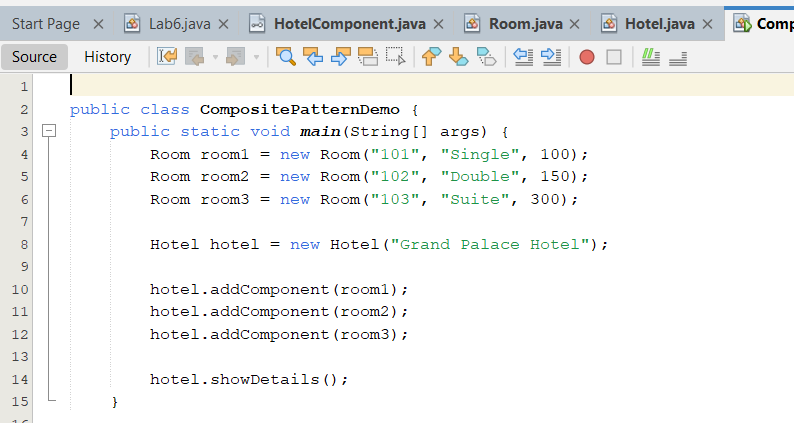 Start Page × Lab6.java × HotelComponent.java × Room.java × Hotel.java × Comp
Source History
1
2 public class CompositePatternDemo {
3 public static void main(String[] args) {
4 Room room1 = new Room("101", "Single", 100);
5 Room room2 = new Room("102", "Double", 150);
6 Room room3 = new Room("103", "Suite", 300);
7
8 Hotel hotel = new Hotel("Grand Palace Hotel");
9
10 hotel.addComponent(room1);
11 hotel.addComponent(room2);
12 hotel.addComponent(room3);
13
14 hotel.showDetails();
15 }